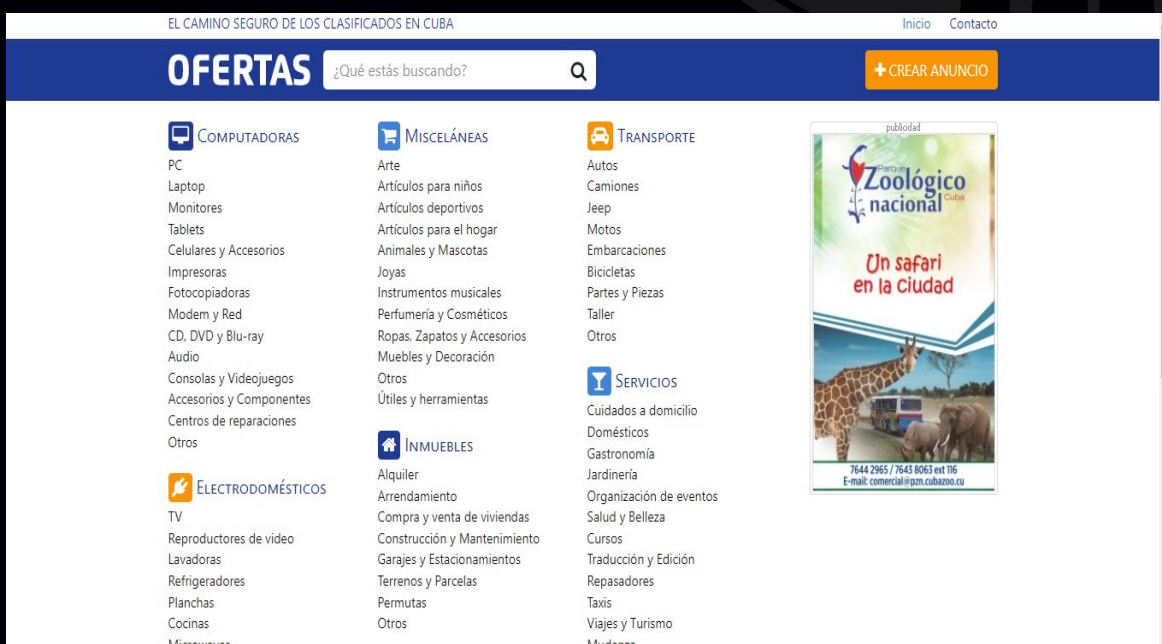 EL CAMINO SEGURO DE LOS CLASIFICADOS EN CUBA
Inicio
Contacto
OFERTAS
¿Qué estás buscando?
CREAR ANUNCIO
COMPUTADORAS
PC
Laptop
Monitores
Tablets
Celulares y Accesorios
Impresoras
Fotocopiadoras
Modem y Red
CD, DVD y Blu-ray
Audio
Consolas y Videojuegos
Accesorios y Componentes
Centros de reparaciones
Otros
ELECTRODOMÉSTICOS
TV
Reproductores de video
Lavadoras
Refrigeradores
Planchas
Cocinas
MISCELÁNEAS
Arte
Artículos para niños
Artículos deportivos
Artículos para el hogar
Animales y Mascotas
Joyas
Instrumentos musicales
Perfumería y Cosméticos
Ropas, Zapatos y Accesorios
Muebles y Decoración
Otros
Útiles y herramientas
INMUEBLES
Alquiler
Arrendamiento
Compra y venta de viviendas
Construcción y Mantenimiento
Garajes y Estacionamientos
Terrenos y Parcelas
Permutas
Otros
TRANSPORTE
Autos
Camiones
Jeep
Motos
Embarcaciones
Bicicletas
Partes y Piezas
Taller
Otros
SERVICIOS
Cuidados a domicilio
Domésticos
Gastronomía
Jardinería
Organización de eventos
Salud y Belleza
Cursos
Traducción y Edición
Repasadores
Taxis
Viajes y Turismo
publicidad
Parque
Zoológico
nacional Cuba
Un safari
en la ciudad
7644 2965 / 7643 8063 ext 116
E-mail: comercial@pzn.cubazoo.cu